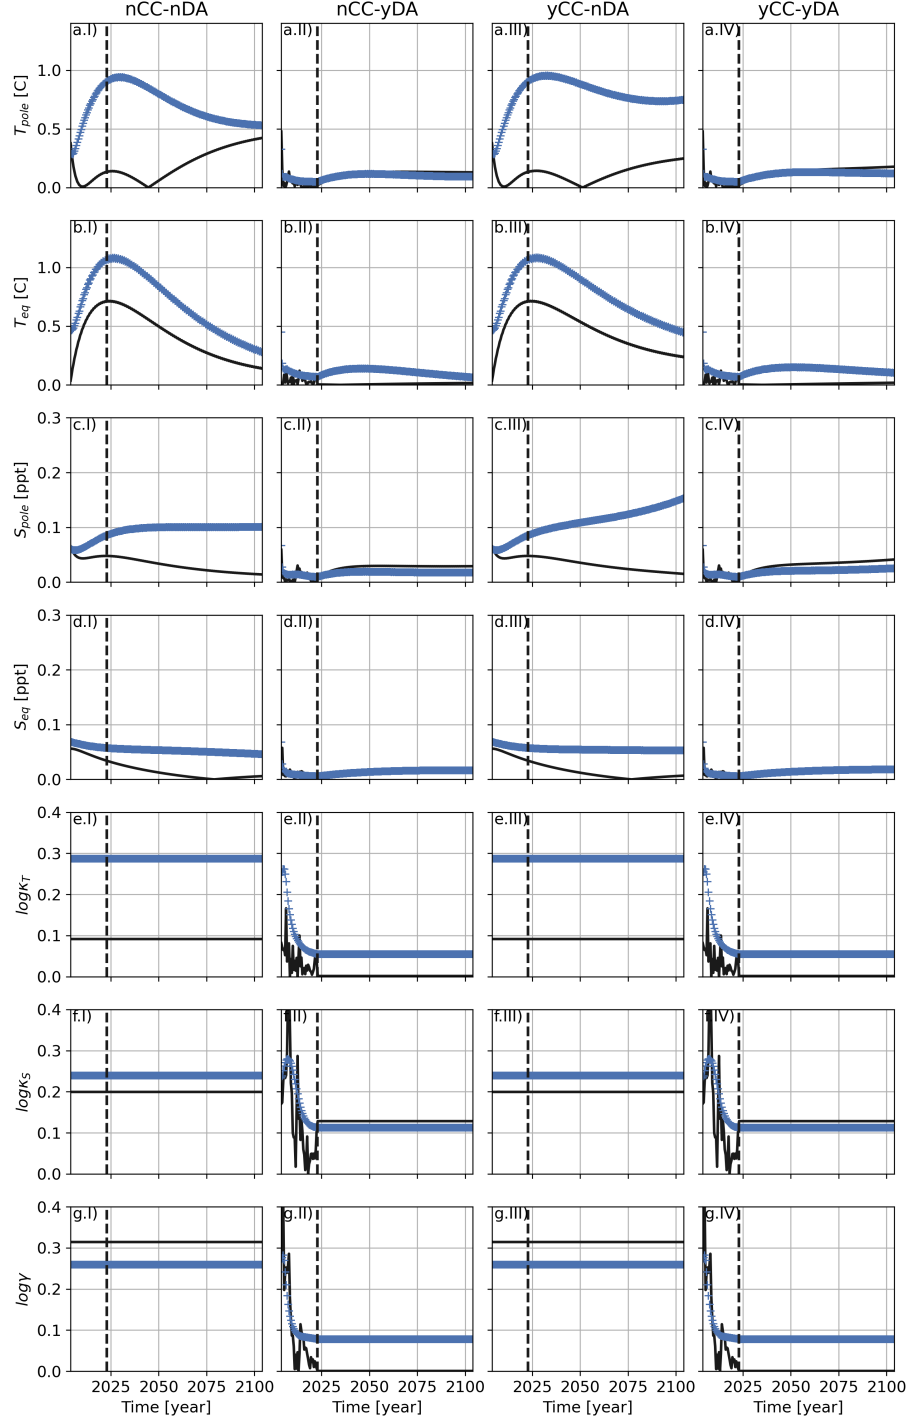 nCC-nDA nCC-yDA yCC-nDA yCC-yDA
a.I) a.II) a.III) a.IV)
1.0
0.5
0.0
T_pole [C]
b.I) b.II) b.III) b.IV)
1.0
0.5
0.0
T_eq [C]
c.I) c.II) c.III) c.IV)
0.3
0.2
0.1
0.0
S_pole [ppt]
d.I) d.II) d.III) d.IV)
0.3
0.2
0.1
0.0
S_eq [ppt]
e.I) e.II) e.III) e.IV)
0.4
0.3
0.2
0.1
0.0
logκ_T
f.I) f.II) f.III) f.IV)
0.4
0.3
0.2
0.1
0.0
logκ_S
g.I) g.II) g.III) g.IV)
0.4
0.3
0.2
0.1
0.0
logγ
2025 2050 2075 2100 2025 2050 2075 2100 2025 2050 2075 2100 2025 2050 2075 2100
Time [year] Time [year] Time [year] Time [year]